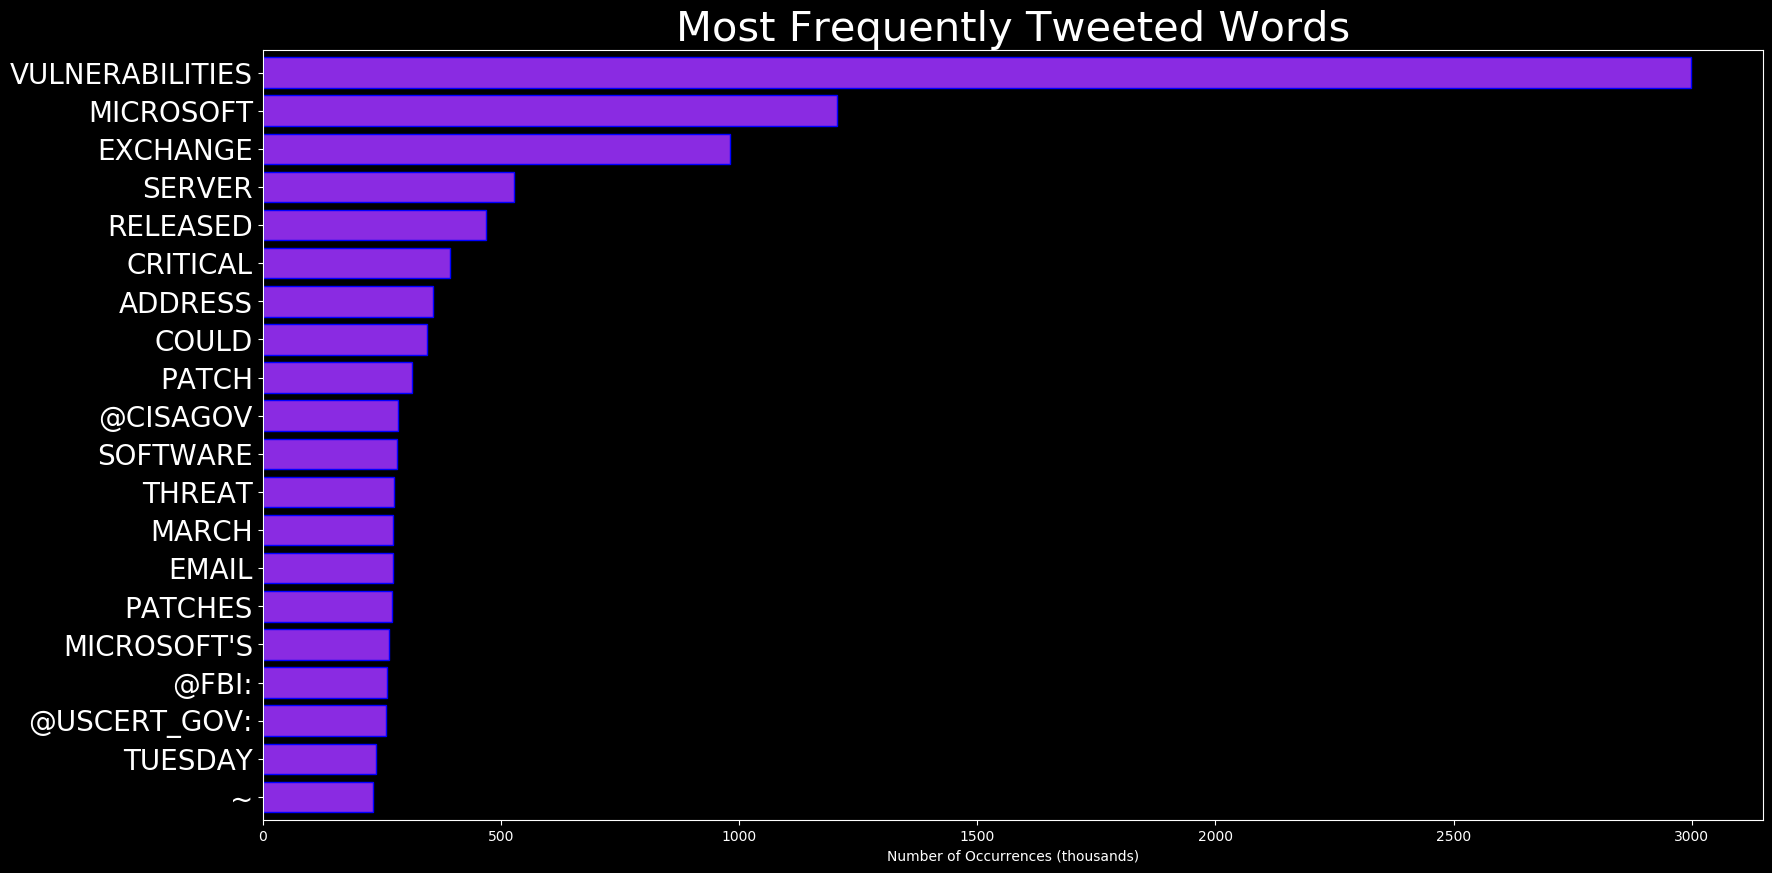 Most Frequently Tweeted Words
VULNERABILITIES
MICROSOFT
EXCHANGE
SERVER
RELEASED
CRITICAL
ADDRESS
COULD
PATCH
@CISAGOV
SOFTWARE
THREAT
MARCH
EMAIL
PATCHES
MICROSOFT'S
@FBI:
@USCERT_GOV:
TUESDAY
~
0 500 1000 1500 2000 2500 3000
Number of Occurrences (thousands)